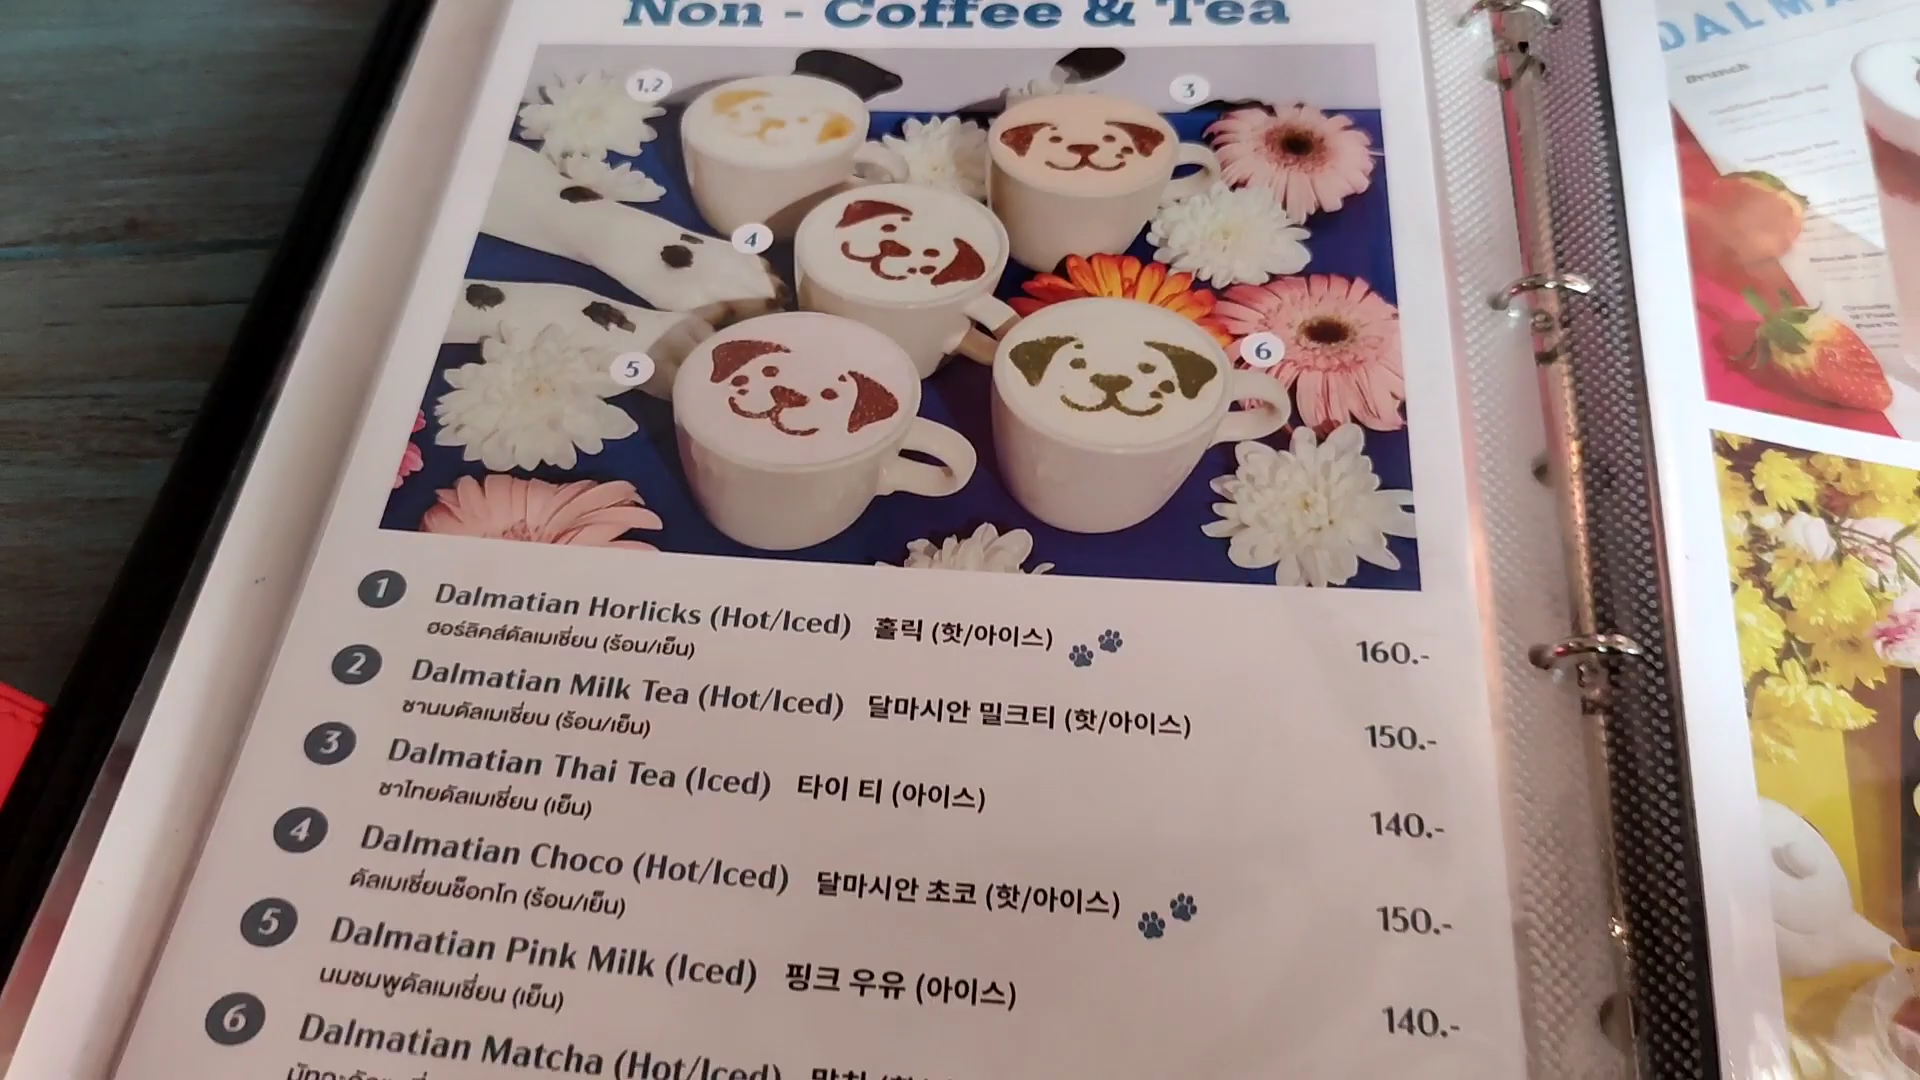 Non - Coffee & Tea
1,2
3
4
5
6
1 Dalmatian Horlicks (Hot/Iced) 홀릭 (핫/아이스) 160.-
ฮอร์ลิคส์ดัลเมเชี่ยน (ร้อน/เย็น)
2 Dalmatian Milk Tea (Hot/Iced) 달마시안 밀크티 (핫/아이스) 150.-
ชานมดัลเมเชี่ยน (ร้อน/เย็น)
3 Dalmatian Thai Tea (Iced) 타이 티 (아이스) 140.-
ชาไทยดัลเมเชี่ยน (เย็น)
4 Dalmatian Choco (Hot/Iced) 달마시안 초코 (핫/아이스) 150.-
ดัลเมเชี่ยนช็อกโก (ร้อน/เย็น)
5 Dalmatian Pink Milk (Iced) 핑크 우유 (아이스) 140.-
นมชมพูดัลเมเชี่ยน (เย็น)
6 Dalmatian Matcha (Hot/Iced)
Brunch